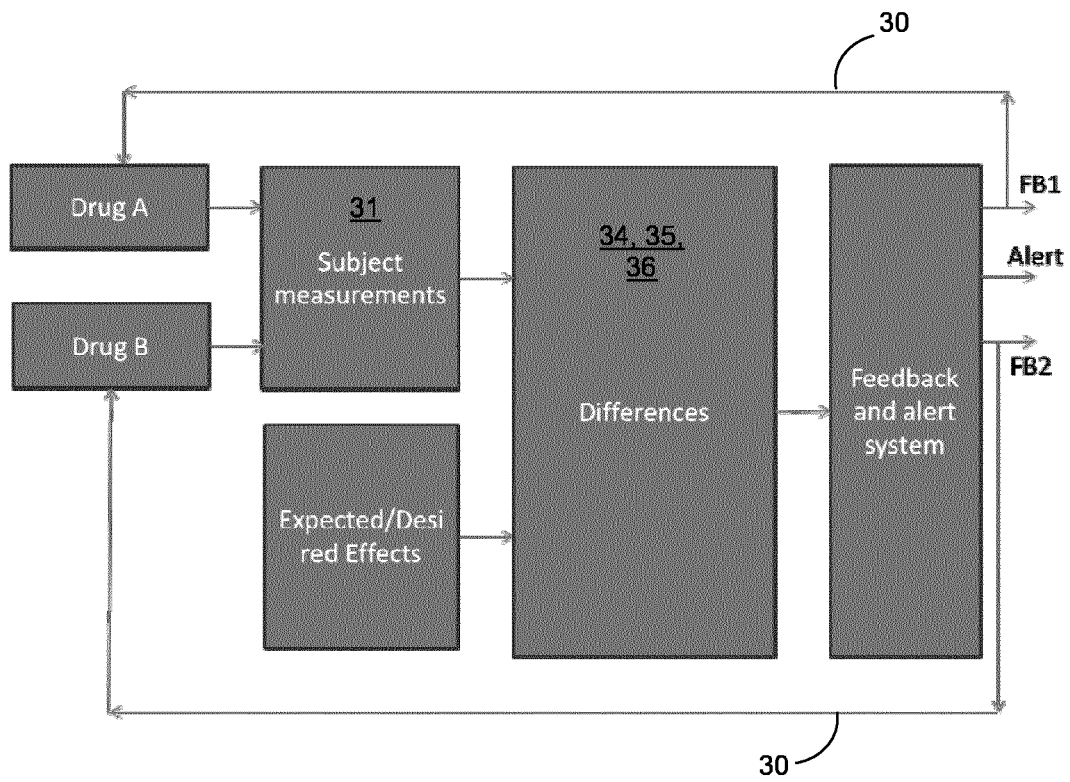 30
Drug A
31
Subject
measurements
34, 35,
36
Differences
FB1
Alert
FB2
Drug B
Feedback
and alert
system
Expected/Desi
red Effects
30